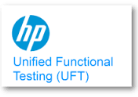 hp
Unified Functional
Testing (UFT)